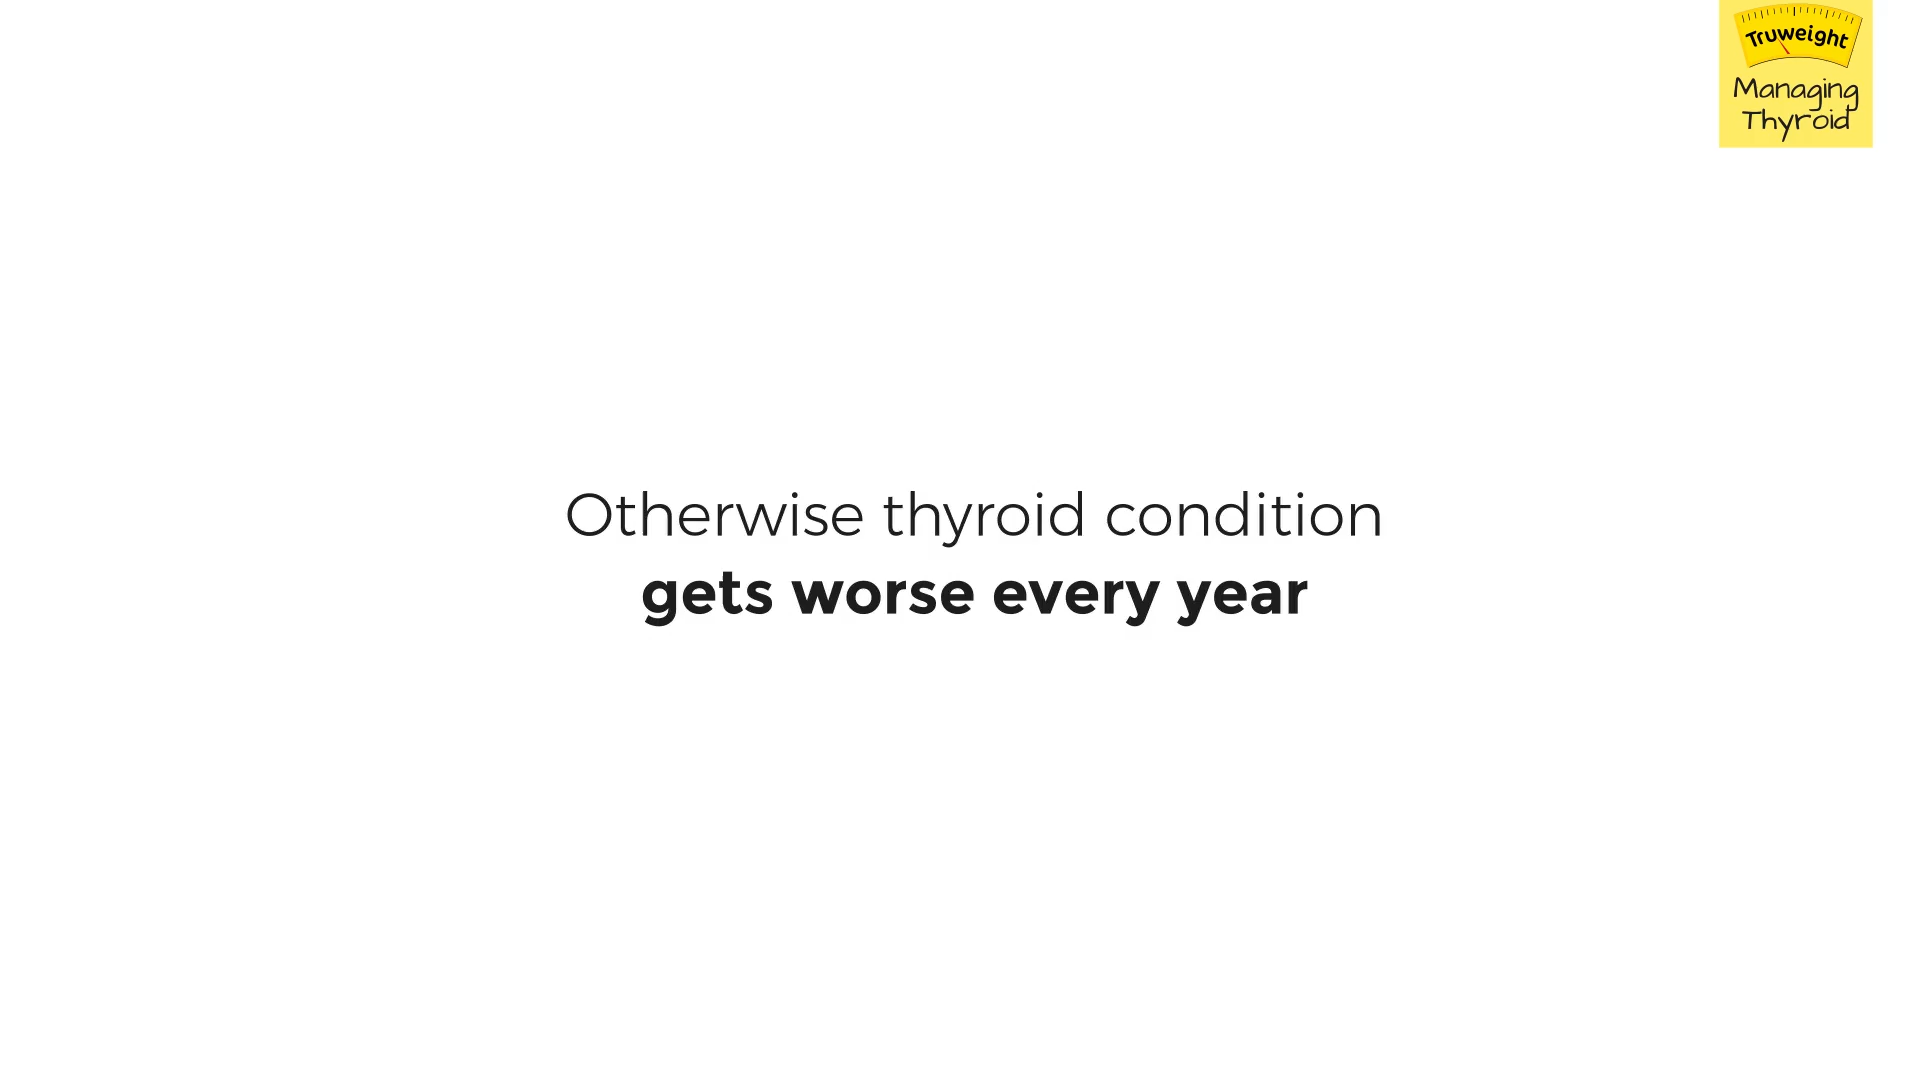 Truweight
Managing
Thyroid
Otherwise thyroid condition
gets worse every year